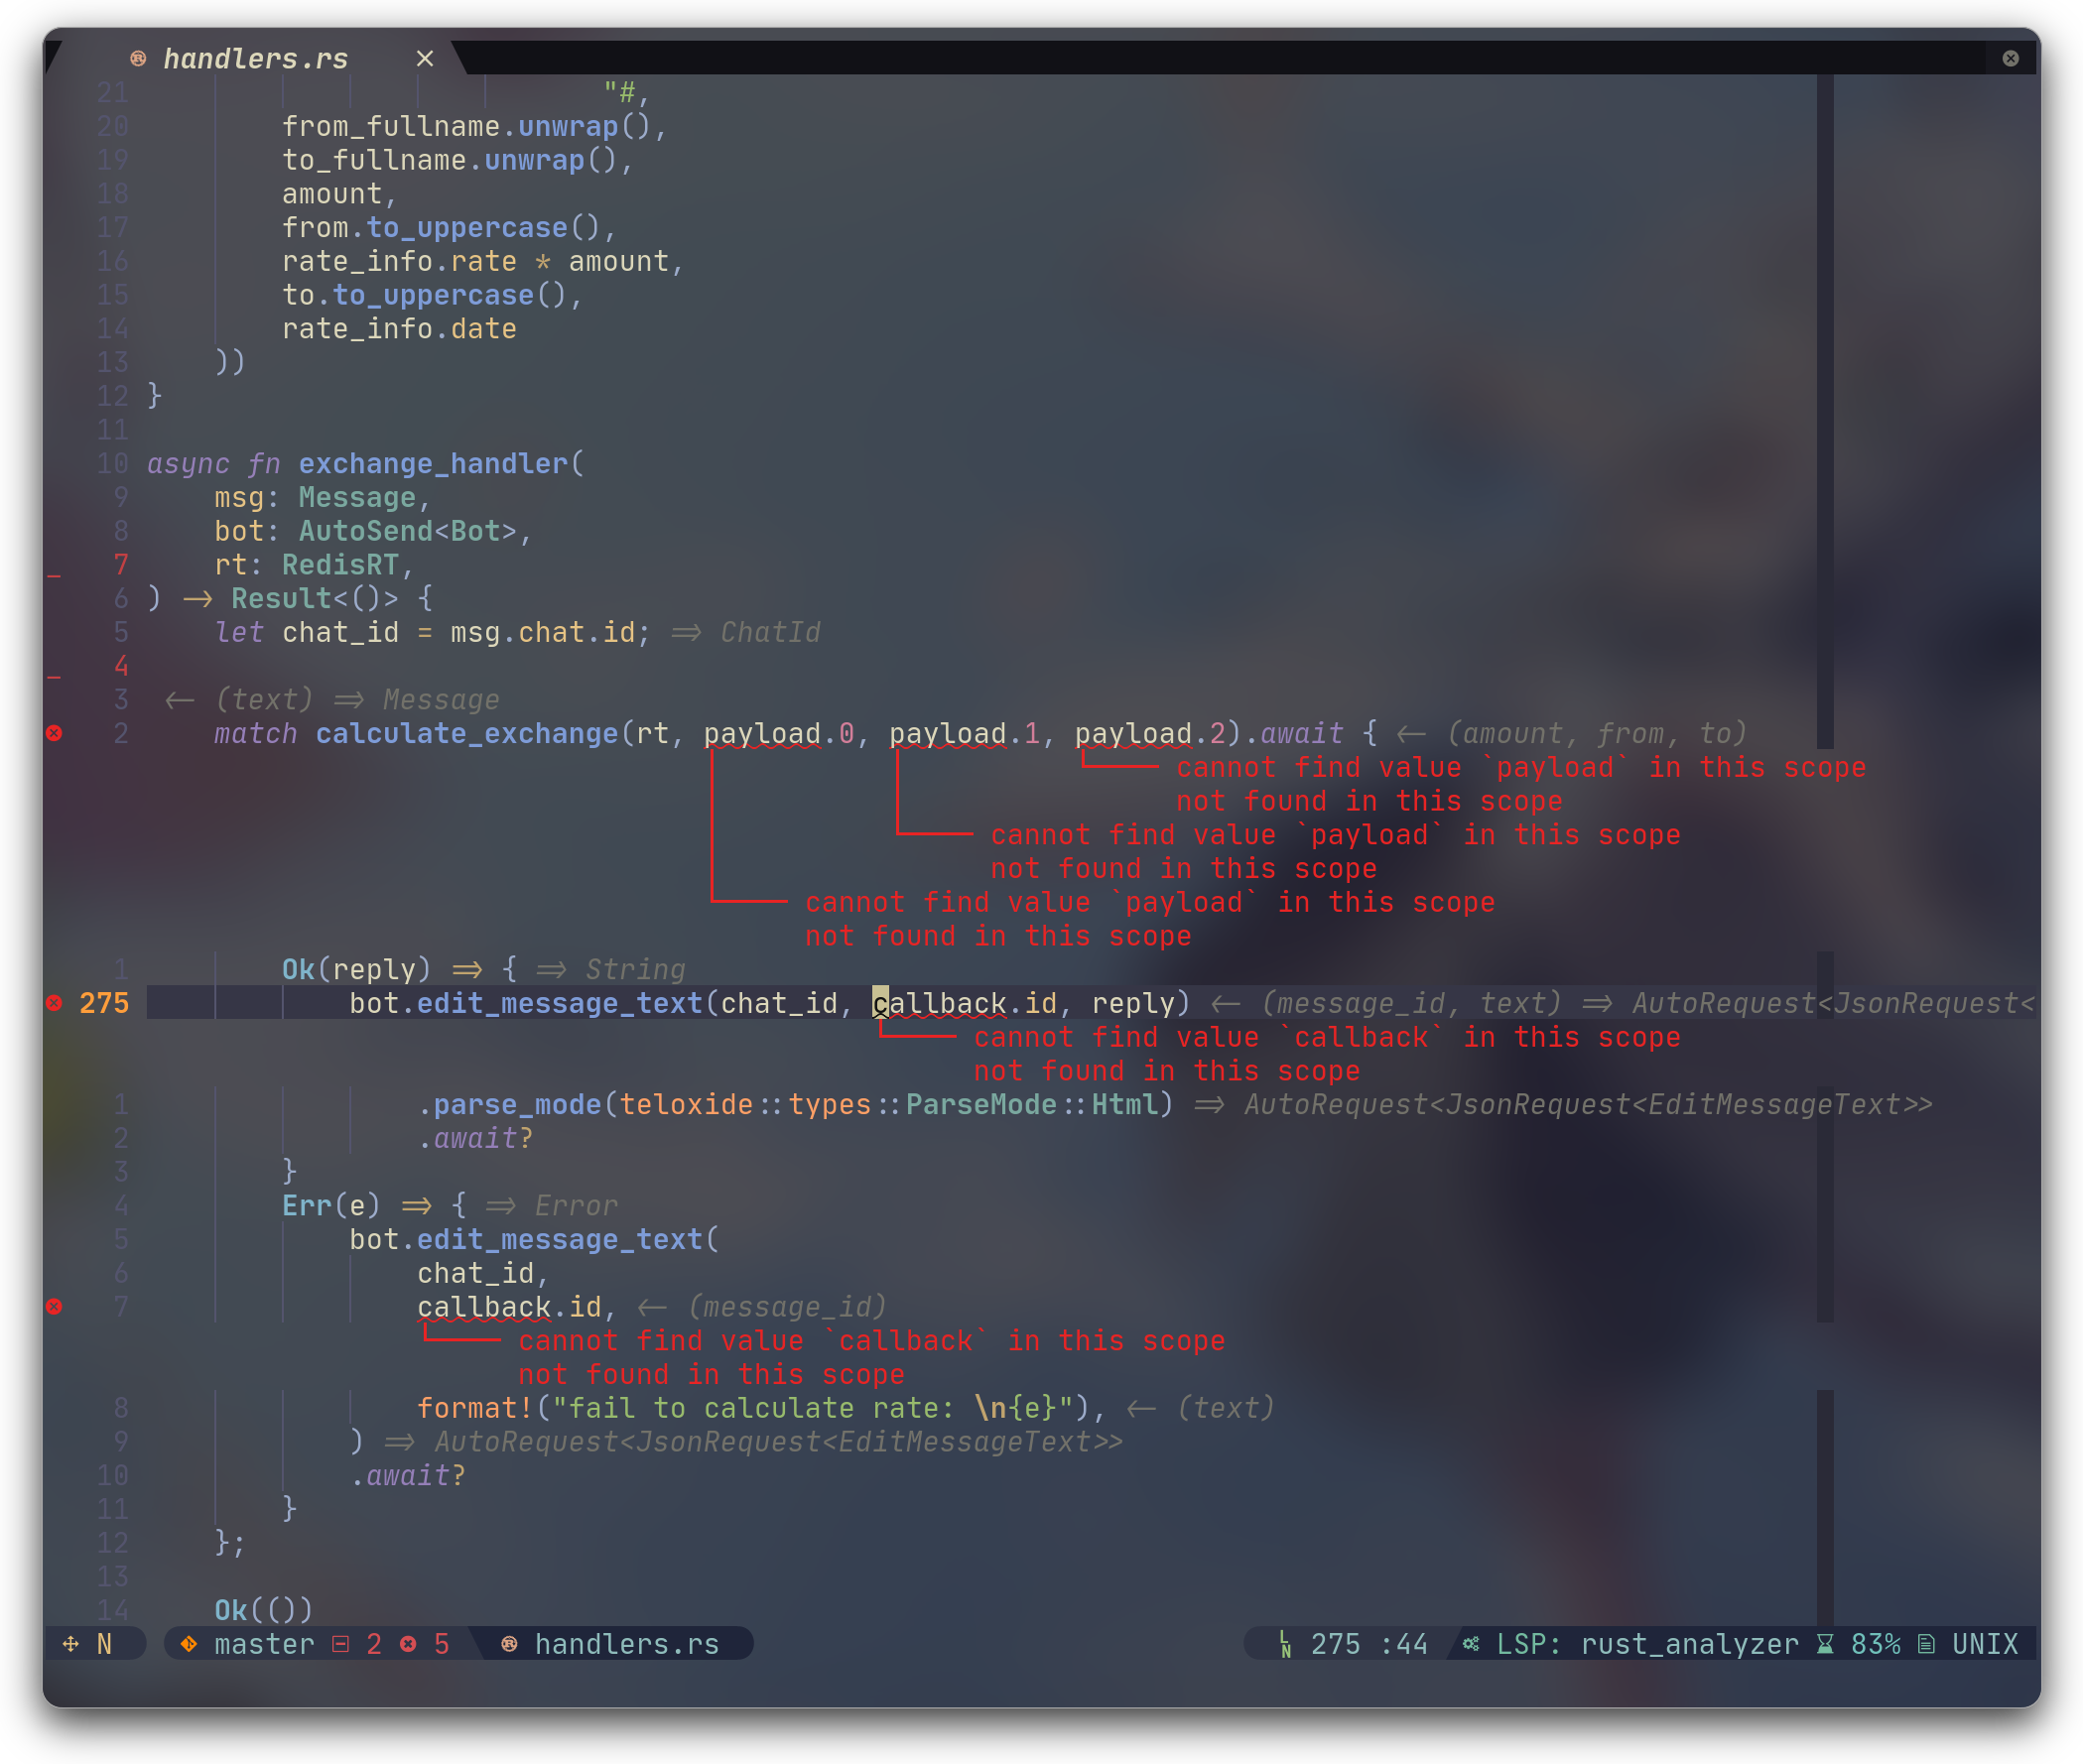 handlers.rs ×
21 "#,
20 from_fullname.unwrap(),
19 to_fullname.unwrap(),
18 amount,
17 from.to_uppercase(),
16 rate_info.rate * amount,
15 to.to_uppercase(),
14 rate_info.date
13 ))
12 }
11
10 async fn exchange_handler(
9 msg: Message,
8 bot: AutoSend<Bot>,
_ 7 rt: RedisRT,
6 ) -> Result<()> {
5 let chat_id = msg.chat.id; => ChatId
_ 4
3 <- (text) => Message
2 match calculate_exchange(rt, payload.0, payload.1, payload.2).await { <- (amount, from, to)
cannot find value `payload` in this scope
not found in this scope
cannot find value `payload` in this scope
not found in this scope
cannot find value `payload` in this scope
not found in this scope
1 Ok(reply) => { => String
275 bot.edit_message_text(chat_id, callback.id, reply) <- (message_id, text) => AutoRequest<JsonRequest<
cannot find value `callback` in this scope
not found in this scope
1 .parse_mode(teloxide::types::ParseMode::Html) => AutoRequest<JsonRequest<EditMessageText>>
2 .await?
3 }
4 Err(e) => { => Error
5 bot.edit_message_text(
6 chat_id,
7 callback.id, <- (message_id)
cannot find value `callback` in this scope
not found in this scope
8 format!("fail to calculate rate: \n{e}"), <- (text)
9 ) => AutoRequest<JsonRequest<EditMessageText>>
10 .await?
11 }
12 };
13
14 Ok(())
N master 2 5 handlers.rs LN 275 :44 LSP: rust_analyzer 83% UNIX